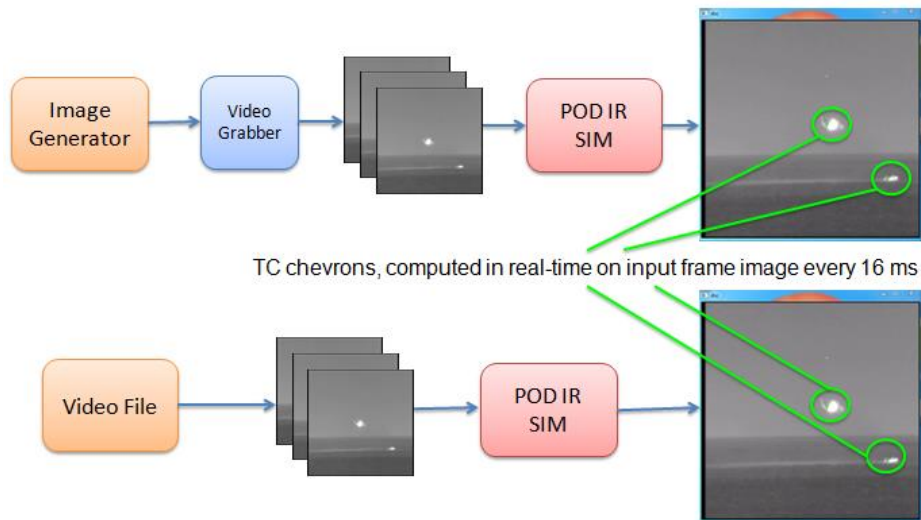 Image
Generator
Video
Grabber
POD IR
SIM
TC chevrons, computed in real-time on input frame image every 16 ms
Video File
POD IR
SIM